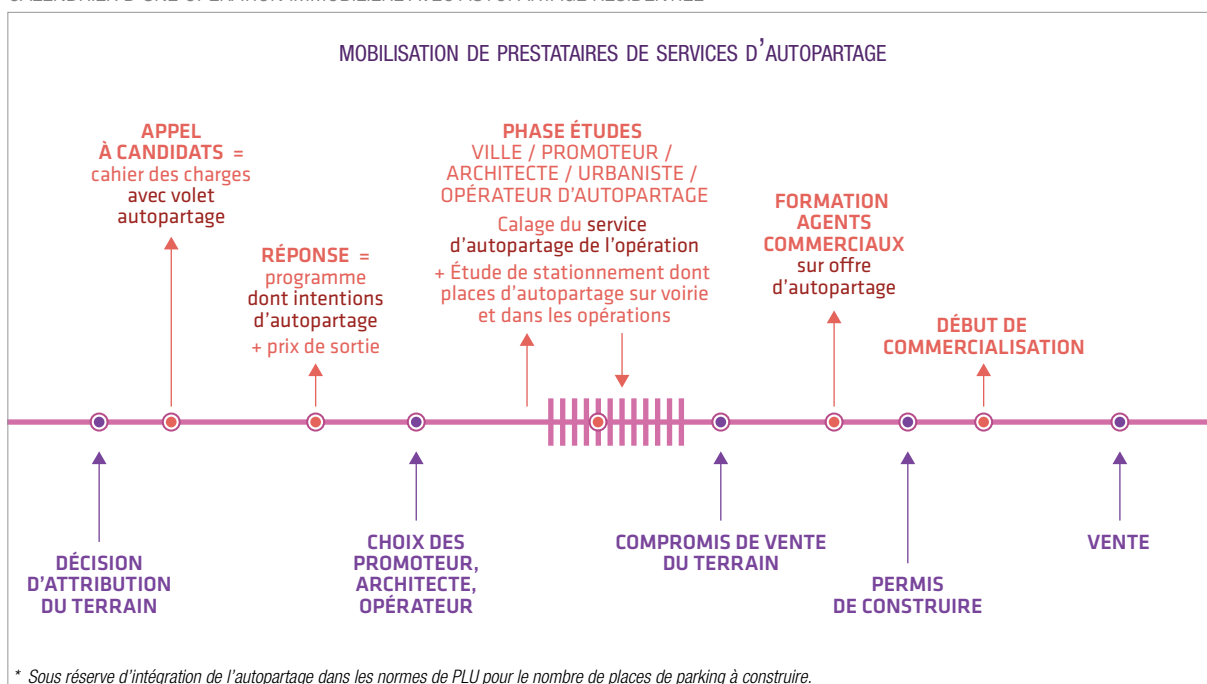 MOBILISATION DE PRESTATAIRES DE SERVICES D'AUTOPARTAGE
APPEL
À CANDIDATS =
cahier des charges
avec volet
autopartage
RÉPONSE =
programme
dont intentions
d'autopartage
+ prix de sortie
PHASE ÉTUDES
VILLE / PROMOTEUR /
ARCHITECTE / URBANISTE /
OPÉRATEUR D'AUTOPARTAGE
Calage du service
d'autopartage de l'opération
+ Étude de stationnement dont
places d'autopartage sur voirie
et dans les opérations
FORMATION
AGENTS
COMMERCIAUX
sur offre
d'autopartage
DÉBUT DE
COMMERCIALISATION
DÉCISION
D'ATTRIBUTION
DU TERRAIN
CHOIX DES
PROMOTEUR,
ARCHITECTE,
OPÉRATEUR
COMPROMIS DE VENTE
DU TERRAIN
PERMIS
DE CONSTRUIRE
VENTE
* Sous réserve d'intégration de l'autopartage dans les normes de PLU pour le nombre de places de parking à construire.